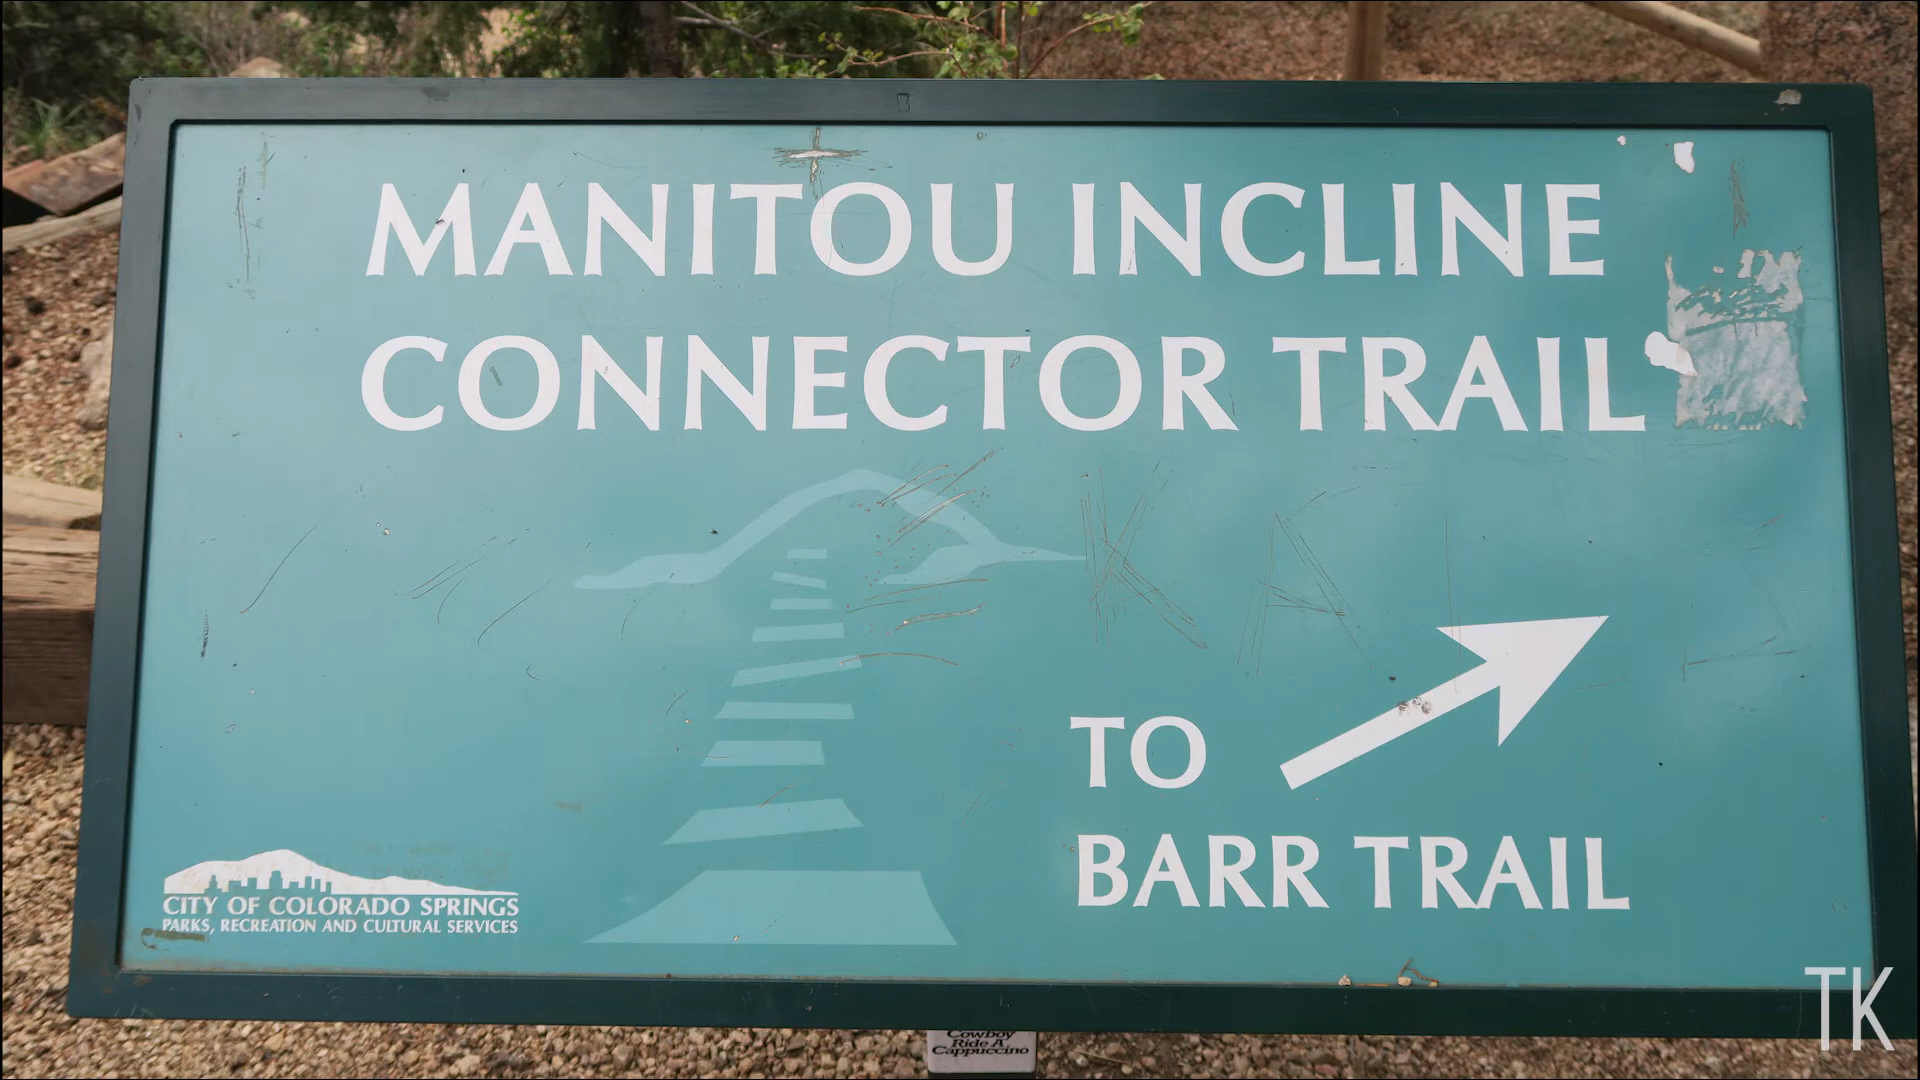 MANITOU INCLINE
CONNECTOR TRAIL
TO
BARR TRAIL
CITY OF COLORADO SPRINGS
PARKS, RECREATION AND CULTURAL SERVICES
Cowboy
Ride A
Cappuccino
TK